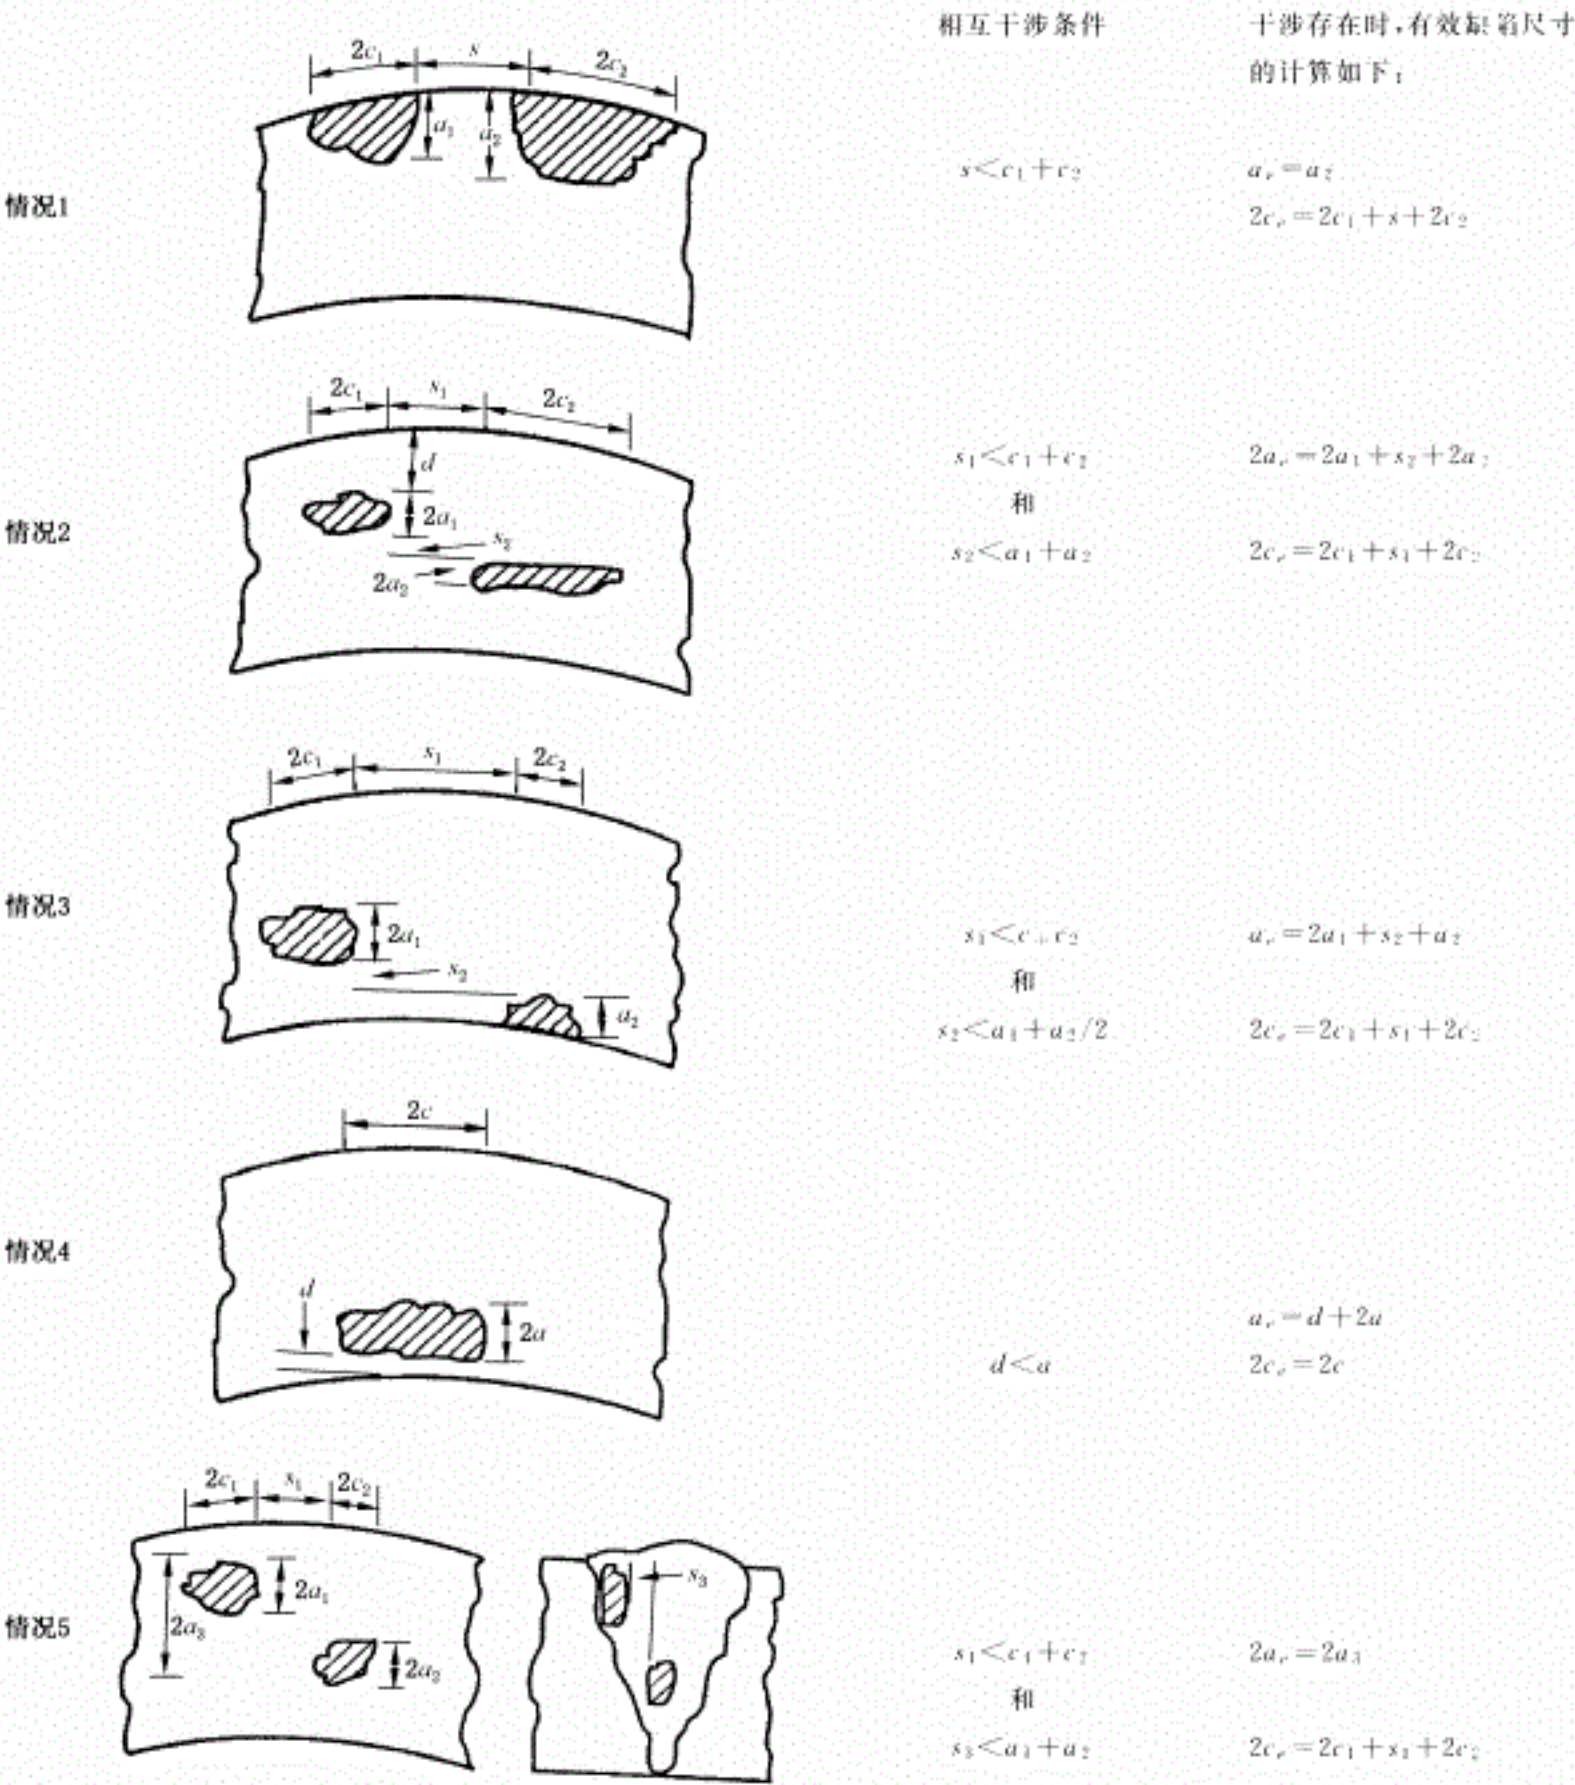 相互干涉条件
干涉存在时,有效缺陷尺寸
的计算如下:
情况1
2c₁ s 2c₂
a₁ a₂
s<c₁+c₂
aₑ=a₂
2cₑ=2c₁+s+2c₂
情况2
2c₁ s₁ 2c₂
d
2a₁
s₂
2a₂
s₁<c₁+c₂ 2aₑ=2a₁+s₂+2a₂
和
s₂<a₁+a₂ 2cₑ=2c₁+s₁+2c₂
情况3
2c₁ s₁ 2c₂
2a₁
s₂
a₂
s₁<c₁+c₂ aₑ=2a₁+s₂+a₂
和
s₂<a₁+a₂/2 2cₑ=2c₁+s₁+2c₂
情况4
2c
d
2a
aₑ=d+2a
d<a 2cₑ=2c
情况5
2c₁ s₁ 2c₂
2a₁
2a₃
2a₂
s₃
s₁<c₁+c₂ 2aₑ=2a₃
和
s₃<a₁+a₂ 2cₑ=2c₁+s₁+2c₂